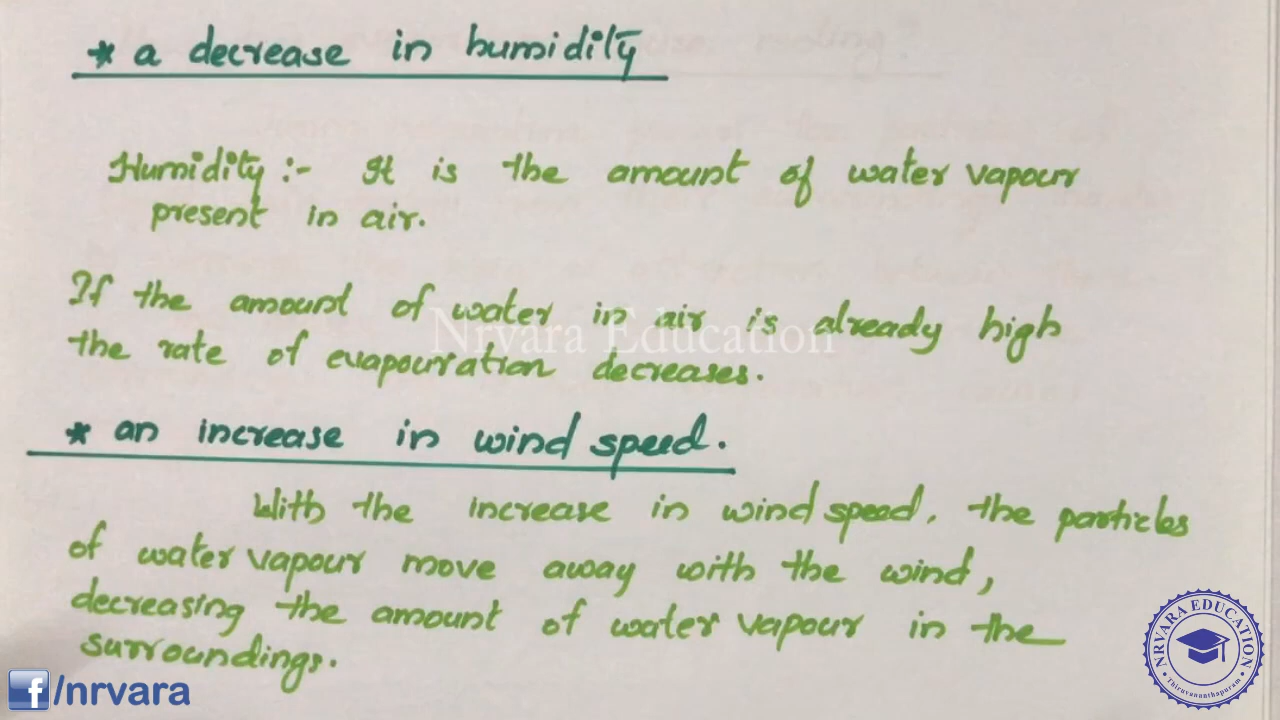 * a decrease in humidity
Humidity :- It is the amount of water vapour
present in air.
If the amount of water in air is already high
the rate of evapouration decreases.
Nrvara Education
* an increase in wind speed.
With the increase in wind speed, the particles
of water vapour move away with the wind,
decreasing the amount of water vapour in the
surroundings.
f/nrvara
NRVARA EDUCATION
Thiruvananthapuram